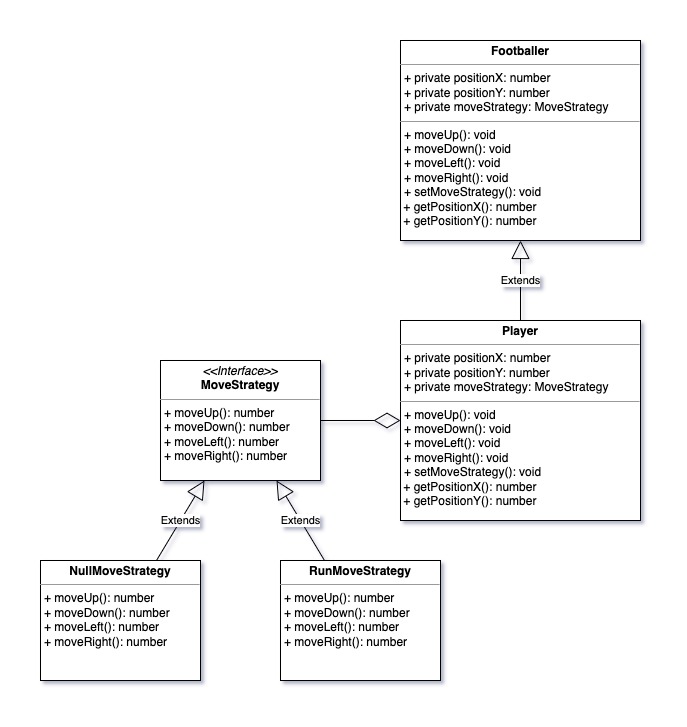 Footballer
+ private positionX: number
+ private positionY: number
+ private moveStrategy: MoveStrategy
+ moveUp(): void
+ moveDown(): void
+ moveLeft(): void
+ moveRight(): void
+ setMoveStrategy(): void
+ getPositionX(): number
+ getPositionY(): number
Extends
Player
+ private positionX: number
+ private positionY: number
+ private moveStrategy: MoveStrategy
+ moveUp(): void
+ moveDown(): void
+ moveLeft(): void
+ moveRight(): void
+ setMoveStrategy(): void
+ getPositionX(): number
+ getPositionY(): number
<<Interface>>
MoveStrategy
+ moveUp(): number
+ moveDown(): number
+ moveLeft(): number
+ moveRight(): number
Extends
Extends
NullMoveStrategy
+ moveUp(): number
+ moveDown(): number
+ moveLeft(): number
+ moveRight(): number
RunMoveStrategy
+ moveUp(): number
+ moveDown(): number
+ moveLeft(): number
+ moveRight(): number